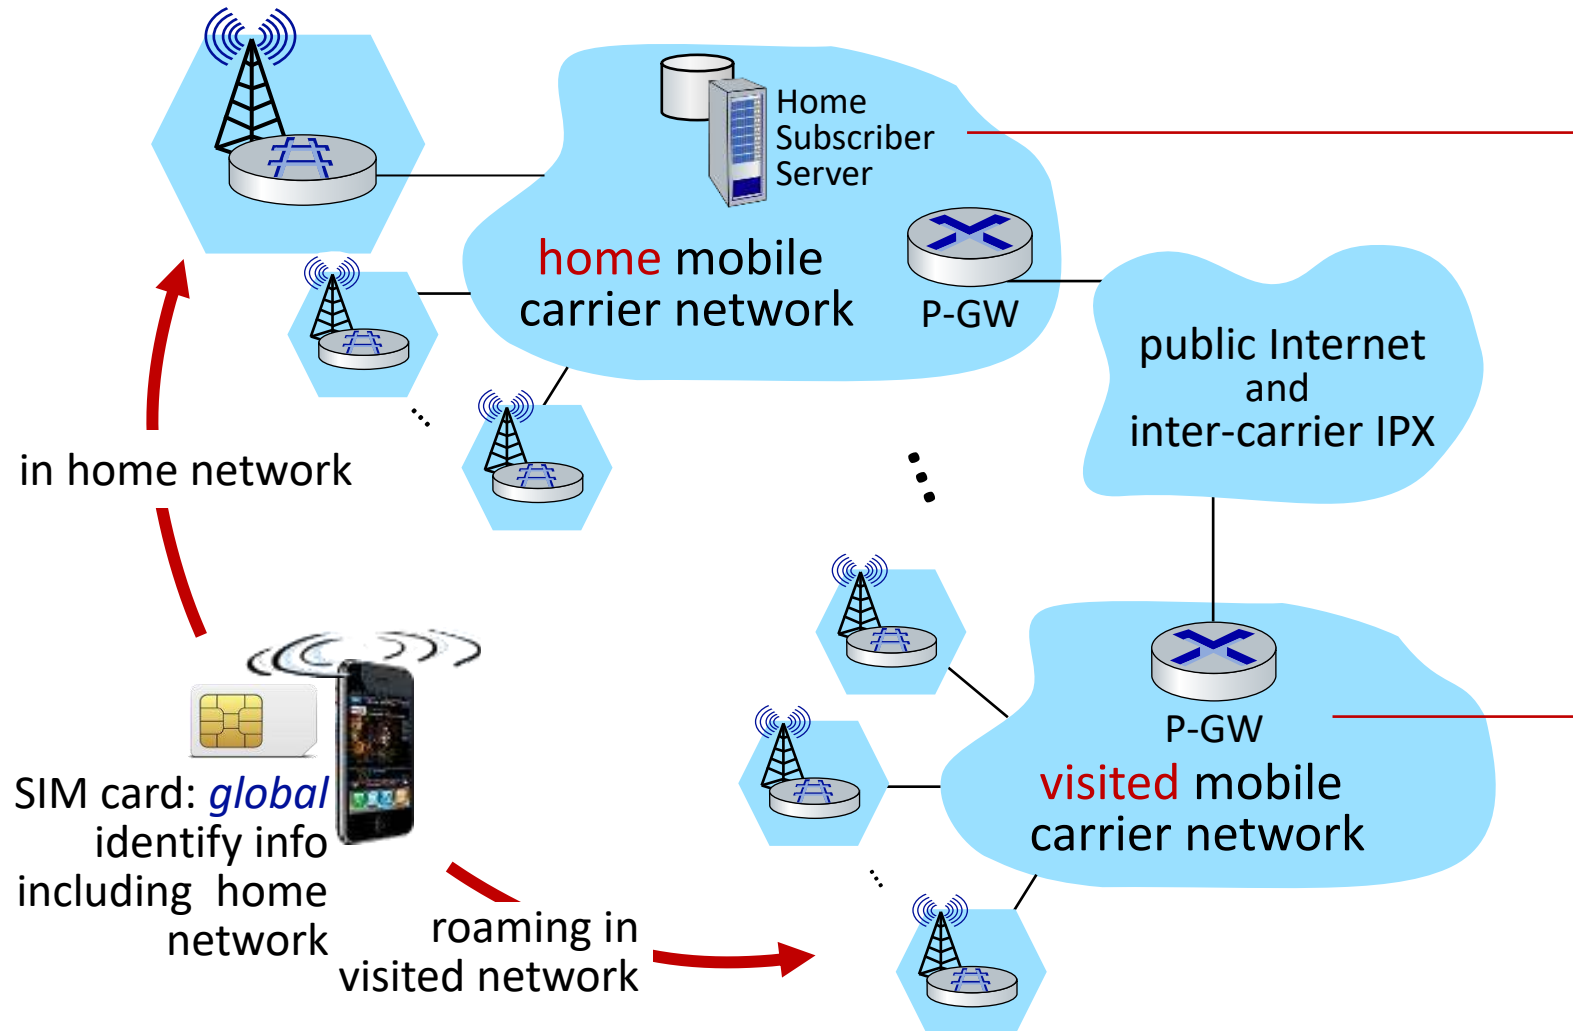 Home
Subscriber
Server
home mobile
carrier network
P-GW
public Internet
and
inter-carrier IPX
in home network
P-GW
visited mobile
carrier network
SIM card: global
identify info
including home
network
roaming in
visited network